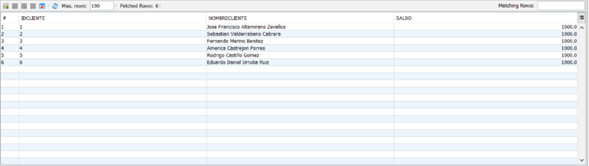 Max. rows: 100 Fetched Rows: 6 Matching Rows:
# IDCLIENTE NOMBRECLIENTE SALDO
1 1 Jose Francisco Altamirano Zevallos 1000.0
2 2 Sebastian Valderrabano Cabrera 1000.0
3 3 Fernando Merino Benitez 1000.0
4 4 America Castrejon Porres 1000.0
5 5 Rodrigo Castillo Gomez 1000.0
6 6 Eduardo Daniel Urrutia Ruiz 1000.0